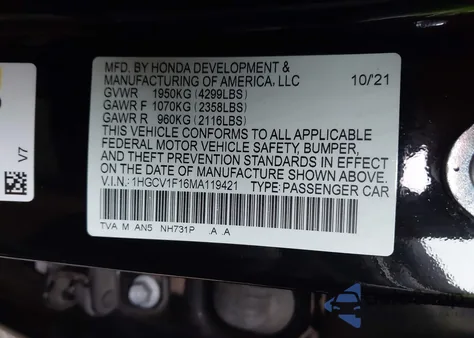 MFD. BY HONDA DEVELOPMENT &
MANUFACTURING OF AMERICA, LLC 10/'21
GVWR 1950KG (4299LBS)
GAWR F 1070KG (2358LBS)
GAWR R 960KG (2116LBS)
THIS VEHICLE CONFORMS TO ALL APPLICABLE
FEDERAL MOTOR VEHICLE SAFETY, BUMPER,
AND THEFT PREVENTION STANDARDS IN EFFECT
ON THE DATE OF MANUFACTURE SHOWN ABOVE.
V.I.N.: 1HGCV1F16MA119421 TYPE: PASSENGER CAR
TVA M AN5 NH731P .A .A
V7